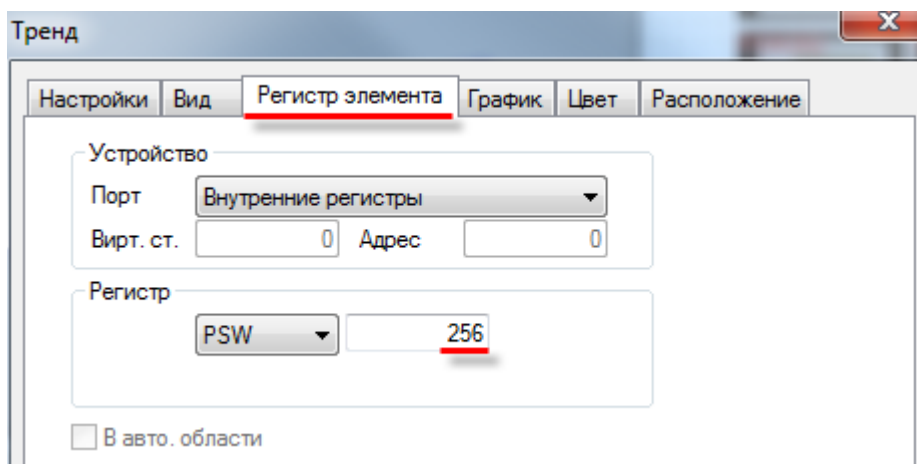 Тренд
Настройки Вид Регистр элемента График Цвет Расположение
Устройство
Порт Внутренние регистры
Вирт. ст. 0 Адрес 0
Регистр
PSW 256
В авто. области